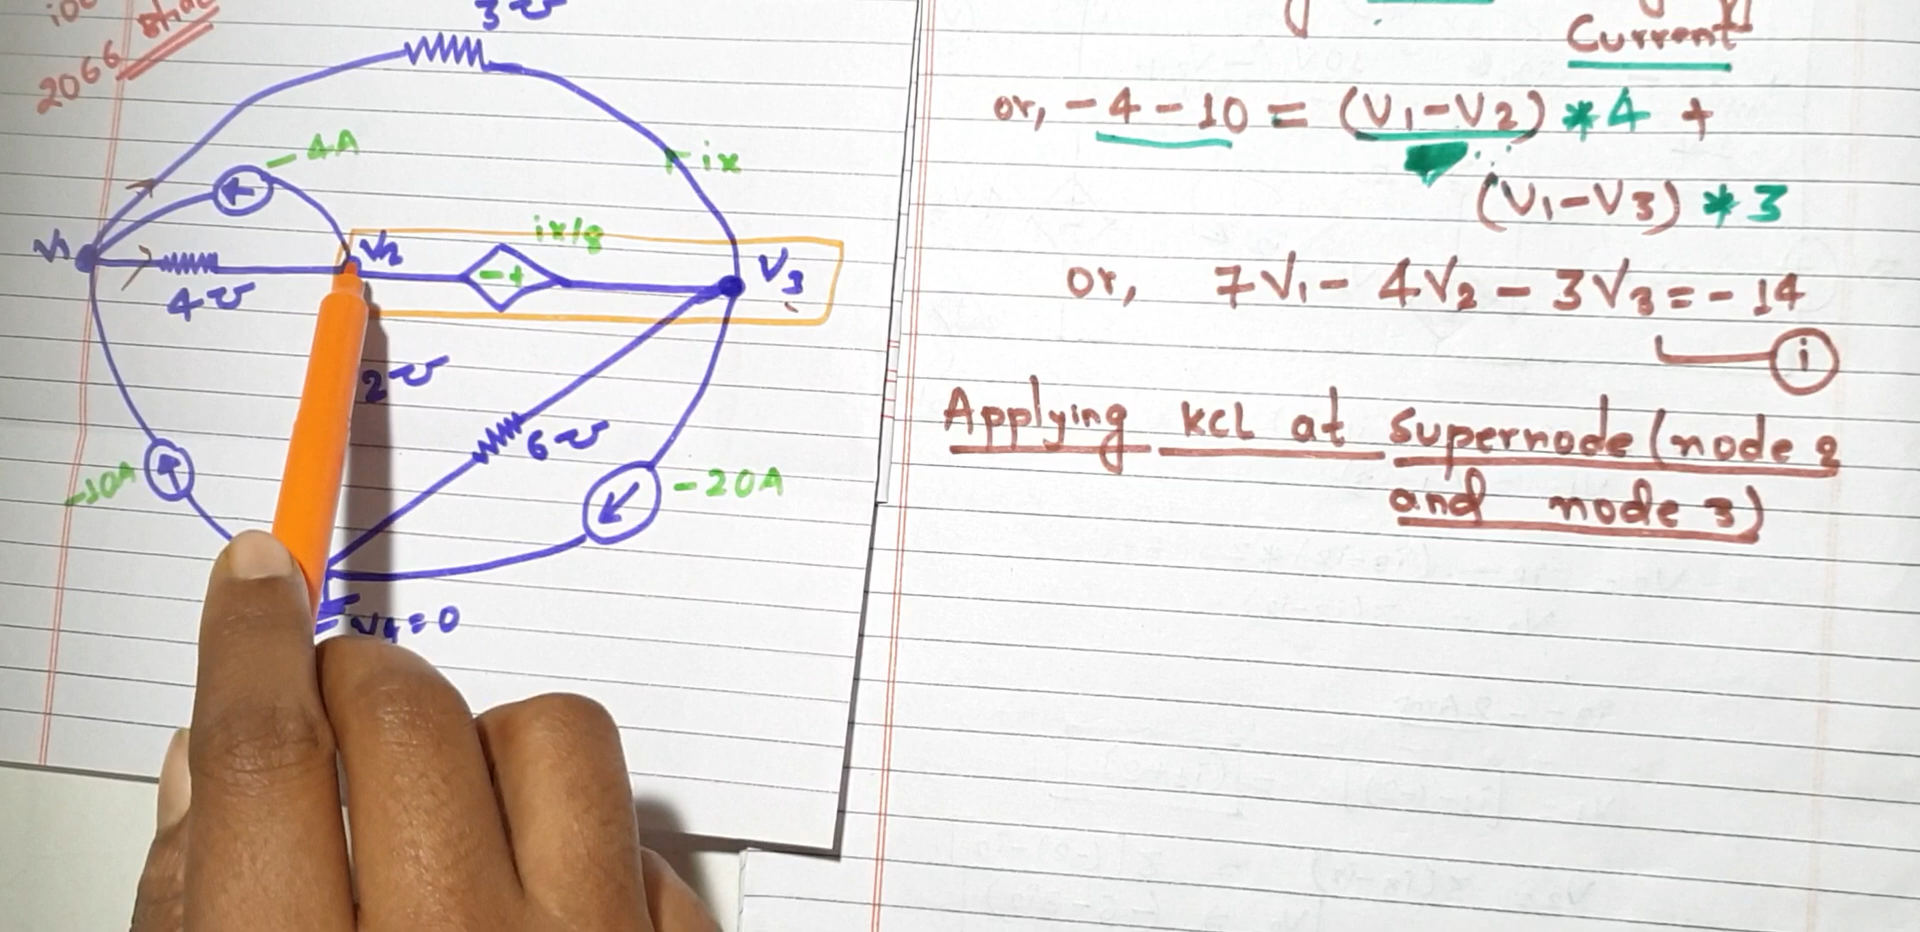 2066
3 ʊ
-4A
ix
V1
V2
ix/8
- +
V3
4 ʊ
2 ʊ
6 ʊ
-10A
-20A
V4 = 0
Current
or, -4 - 10 = (V1-V2) * 4 +
(V1-V3) * 3
or, 7V1 - 4V2 - 3V3 = -14
i
Applying KCL at supernode (node 2
and node 3)